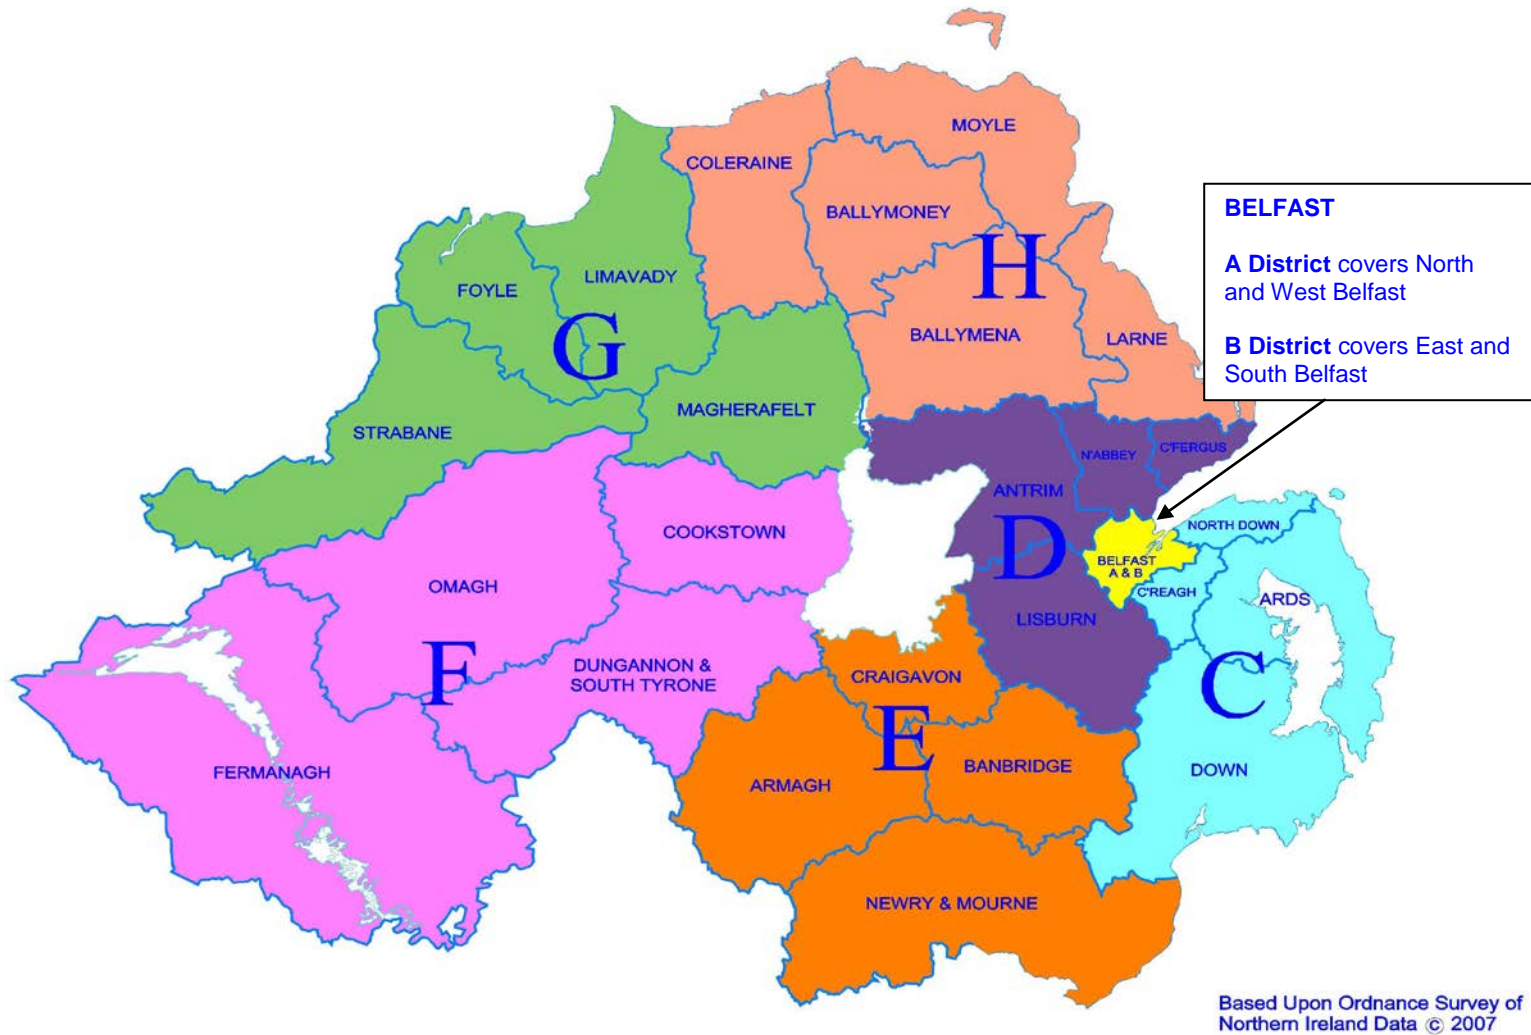 MOYLE
COLERAINE
BALLYMONEY
BELFAST
A District covers North
and West Belfast
B District covers East and
South Belfast
H
LIMAVADY
FOYLE
G
BALLYMENA
LARNE
MAGHERAFELT
STRABANE
N'ABBEY
C'FERGUS
ANTRIM
D
NORTH DOWN
COOKSTOWN
BELFAST
A & B
OMAGH
C'REAGH
ARDS
LISBURN
F
DUNGANNON &
SOUTH TYRONE
CRAIGAVON
C
E
FERMANAGH
ARMAGH
BANBRIDGE
DOWN
NEWRY & MOURNE
Based Upon Ordnance Survey of
Northern Ireland Data © 2007